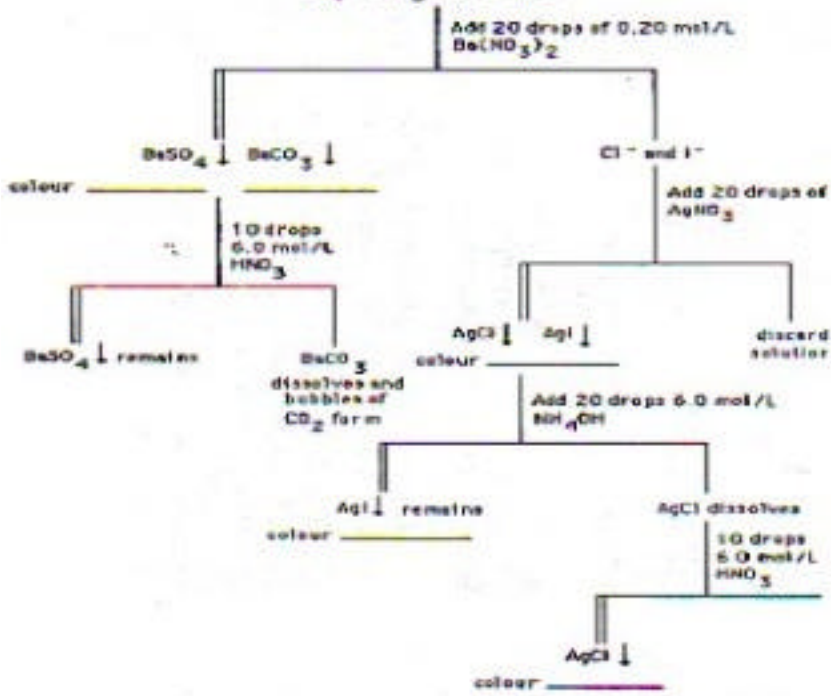 Add 20 drops of 0.20 mol/L
Ba(NO3)2
BaSO4 ↓ BaCO3 ↓
Cl⁻ and I⁻
colour
Add 20 drops of
AgNO3
10 drops
6.0 mol/L
HNO3
AgCl ↓ AgI ↓
discard
solution
BaSO4 ↓ remains
BaCO3
colour
dissolves and
bubbles of
CO2 form
Add 20 drops 6.0 mol/L
NH4OH
AgI ↓ remains
AgCl dissolves
colour
10 drops
6.0 mol/L
HNO3
AgCl ↓
colour